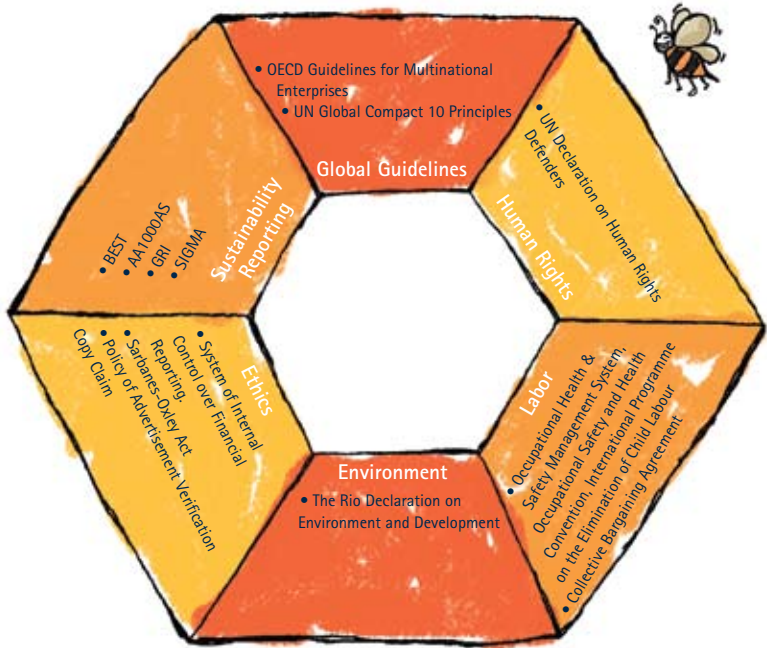 • OECD Guidelines for Multinational
Enterprises
• UN Global Compact 10 Principles
Global Guidelines
• UN Declaration on Human Rights
Defenders
Human Rights
Labor
• Occupational Health &
Safety Management System,
Occupational Safety and Health
Convention, International Programme
on the Elimination of Child Labour
• Collective Bargaining Agreement
Environment
• The Rio Declaration on
Environment and Development
Ethics
• System of Internal
Control over Financial
Reporting.
• Sarbanes-Oxley Act
• Policy of Advertisement Verification
Copy Claim
• BEST
• AA1000AS
• GRI
• SIGMA
Sustainability
Reporting